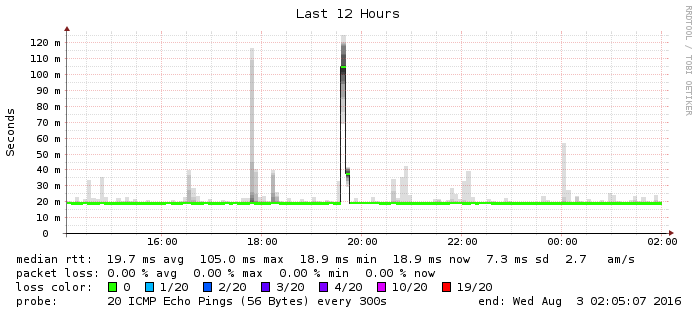 Last 12 Hours
RRDTOOL / TOBI OETIKER
Seconds
120 m
110 m
100 m
90 m
80 m
70 m
60 m
50 m
40 m
30 m
20 m
10 m
0
16:00 18:00 20:00 22:00 00:00 02:00
median rtt: 19.7 ms avg 105.0 ms max 18.9 ms min 18.9 ms now 7.3 ms sd 2.7 am/s
packet loss: 0.00 % avg 0.00 % max 0.00 % min 0.00 % now
loss color: 0 1/20 2/20 3/20 4/20 10/20 19/20
probe: 20 ICMP Echo Pings (56 Bytes) every 300s end: Wed Aug 3 02:05:07 2016